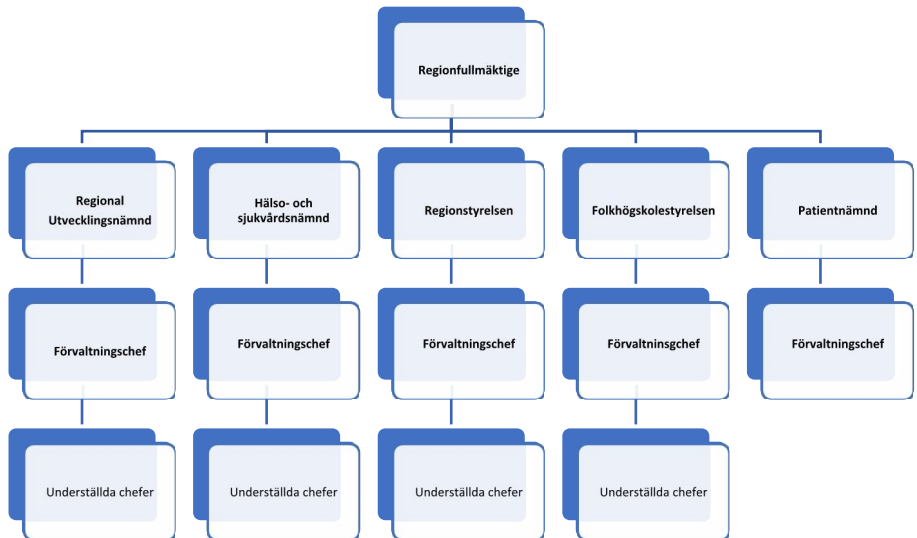 Regionfullmäktige
Regional
Utvecklingsnämnd
Hälso- och
sjukvårdsnämnd
Regionstyrelsen
Folkhögskolestyrelsen
Patientnämnd
Förvaltningschef
Förvaltningschef
Förvaltningschef
Förvaltninsgchef
Förvaltningschef
Underställda chefer
Underställda chefer
Underställda chefer
Underställda chefer